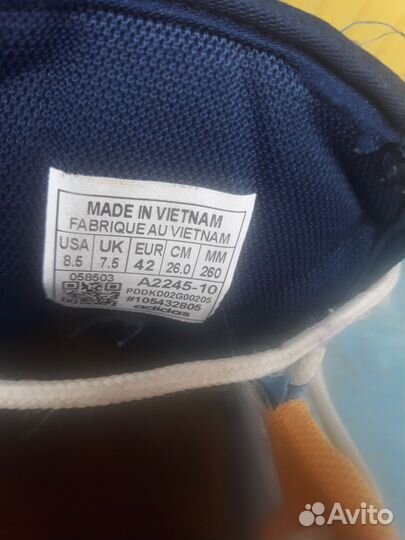 MADE IN VIETNAM
FABRIQUE AU VIETNAM
USA UK EUR CM MM
8.5 7.5 42 26.0 260
058503 A2245-10
PDDKD02G00205
#105432805
adidas
Avito